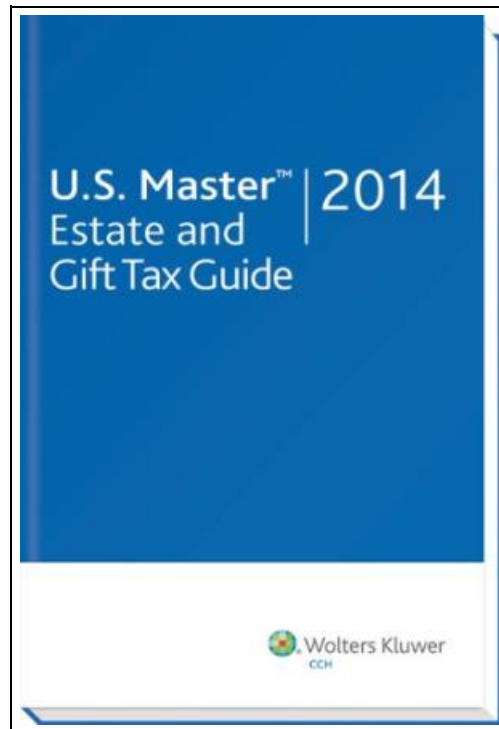 U.S. Master™ | 2014
Estate and
Gift Tax Guide
Wolters Kluwer
CCH